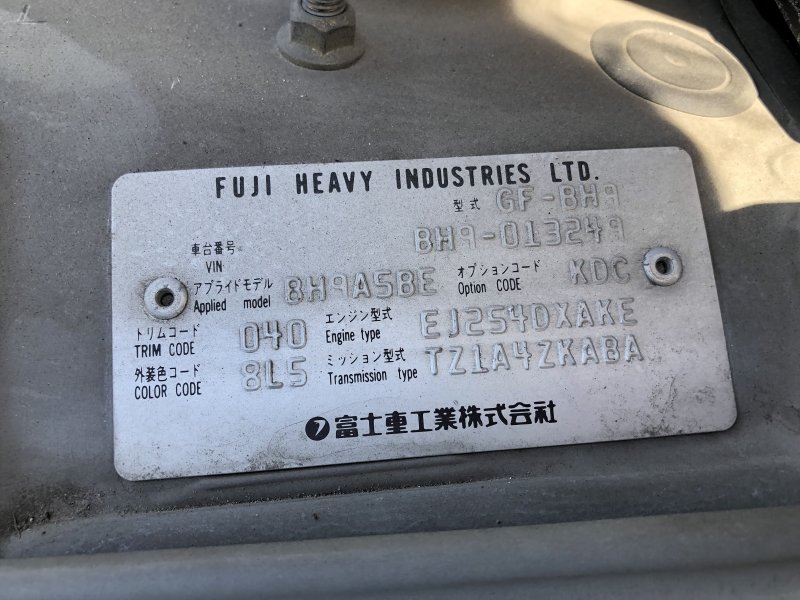 FUJI HEAVY INDUSTRIES LTD.
型式 GF-BH9
車台番号 VIN BH9-013249
アプライドモデル Applied model BH9A5BE オプションコード Option CODE KDC
トリムコード TRIM CODE 040 エンジン型式 Engine type EJ254DXAKE
外装色コード COLOR CODE 8L5 ミッション型式 Transmission type TZ1A4ZKABA
富士重工業株式会社